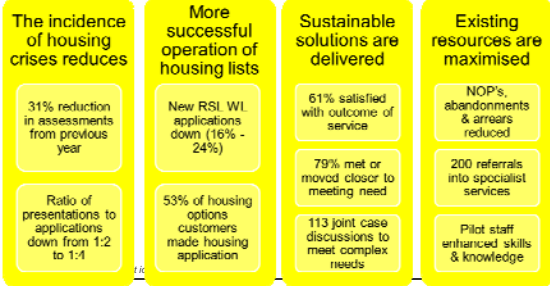 The incidence
of housing
crises reduces
31% reduction
in assessments
from previous
year
Ratio of
presentations to
applications
down from 1:2
to 1:4
More
successful
operation of
housing lists
New RSL WL
applications
down (16% -
24%)
53% of housing
options
customers
made housing
application
Sustainable
solutions are
delivered
61% satisfied
with outcome of
service
79% met or
moved closer to
meeting need
113 joint case
discussions to
meet complex
needs
Existing
resources are
maximised
NOP's,
abandonments
& arrears
reduced
200 referrals
into specialist
services
Pilot staff
enhanced skills
& knowledge